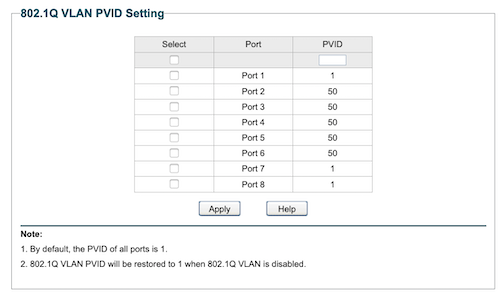 802.1Q VLAN PVID Setting
Select Port PVID
Port 1 1
Port 2 50
Port 3 50
Port 4 50
Port 5 50
Port 6 50
Port 7 1
Port 8 1
Apply Help
Note:
1. By default, the PVID of all ports is 1.
2. 802.1Q VLAN PVID will be restored to 1 when 802.1Q VLAN is disabled.